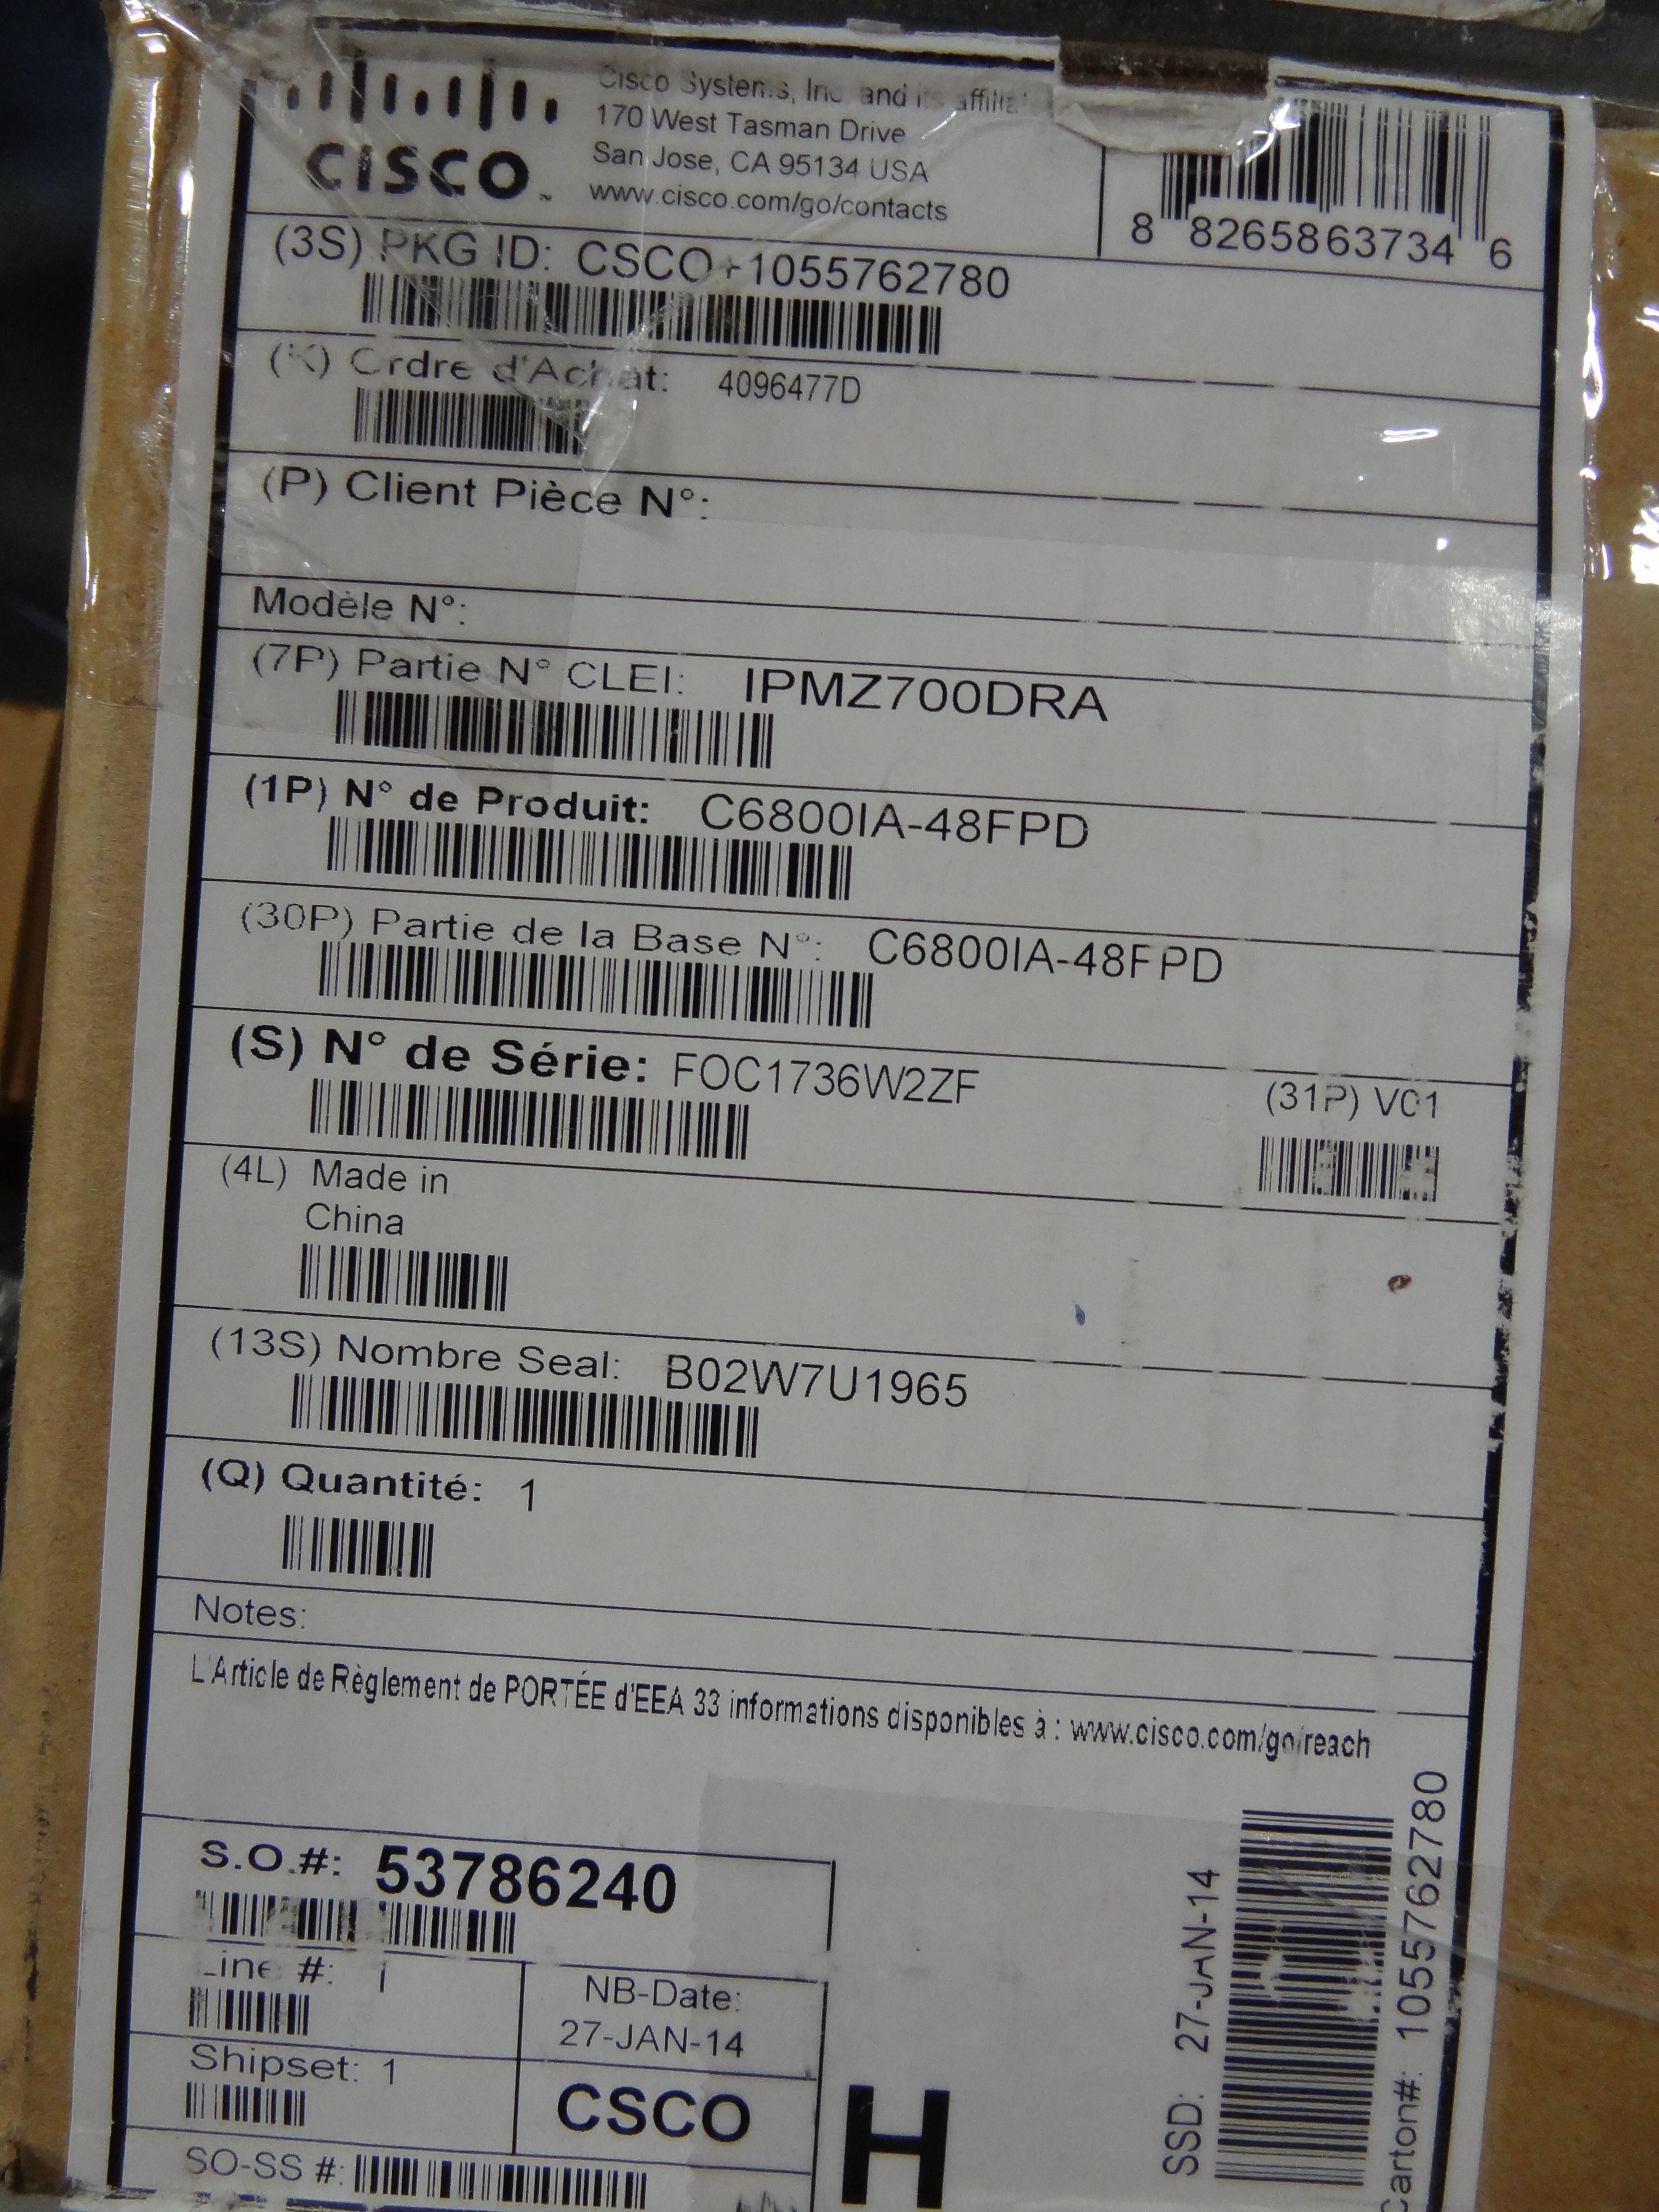 CISCO
Cisco Systems, Inc and its
170 West Tasman Drive
San Jose, CA 95134 USA
www.cisco.com/go/contacts
8 8265863734 6
(3S) PKG ID: CSCO+1055762780
(K) Ordre d'Achat: 4096477D
(P) Client Pièce N°:
Modèle N°:
(7P) Partie N° CLEI: IPMZ700DRA
(1P) N° de Produit: C6800IA-48FPD
(30P) Partie de la Base N°: C6800IA-48FPD
(S) N° de Série: FOC1736W2ZF
(31P) V01
(4L) Made in
China
(13S) Nombre Seal: B02W7U1965
(Q) Quantité: 1
Notes:
L'Article de Règlement de PORTÉE d'EEA 33 informations disponibles à : www.cisco.com/go/reach
S.O.#: 53786240
Line #: 1
NB-Date:
27-JAN-14
Shipset: 1
CSCO
SO-SS #:
H
SSD: 27-JAN-14
Carton#: 1055762780